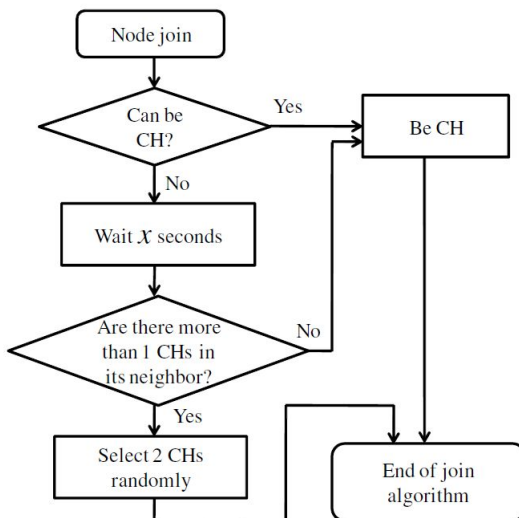 Node join
Can be
CH?
Yes
Be CH
No
Wait x seconds
Are there more
than 1 CHs in
its neighbor?
No
Yes
Select 2 CHs
randomly
End of join
algorithm